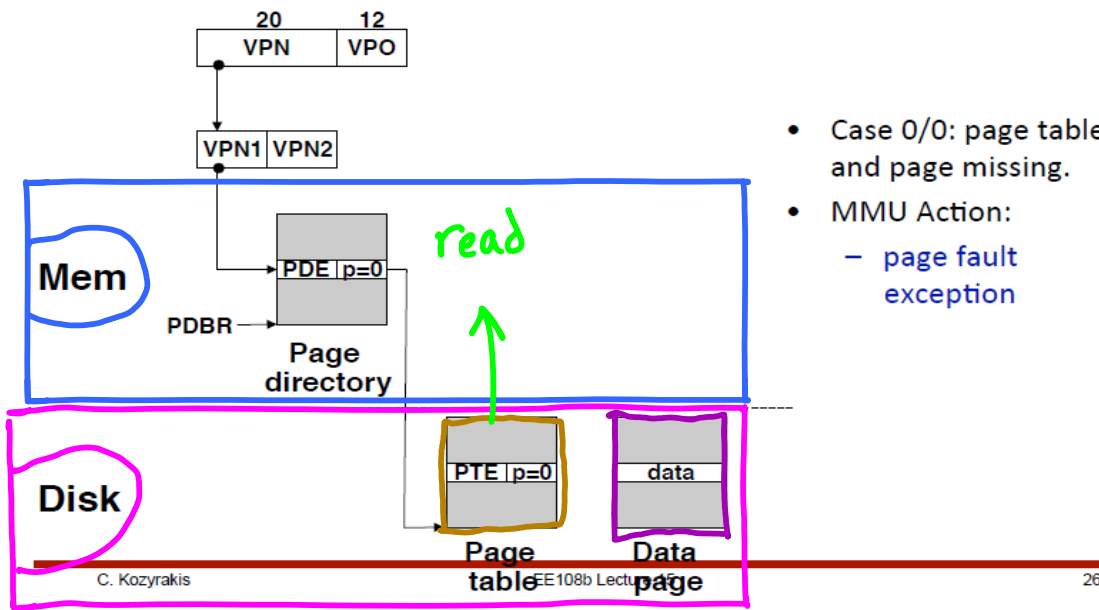 20 12
VPN VPO
VPN1 VPN2
Mem
PDE p=0
PDBR
Page
directory
read
Disk
PTE p=0
data
Page
table
Data
page
• Case 0/0: page table
and page missing.
• MMU Action:
– page fault
exception
C. Kozyrakis
EE108b Lecture 15
26